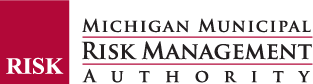 RISK
MICHIGAN MUNICIPAL
RISK MANAGEMENT
AUTHORITY